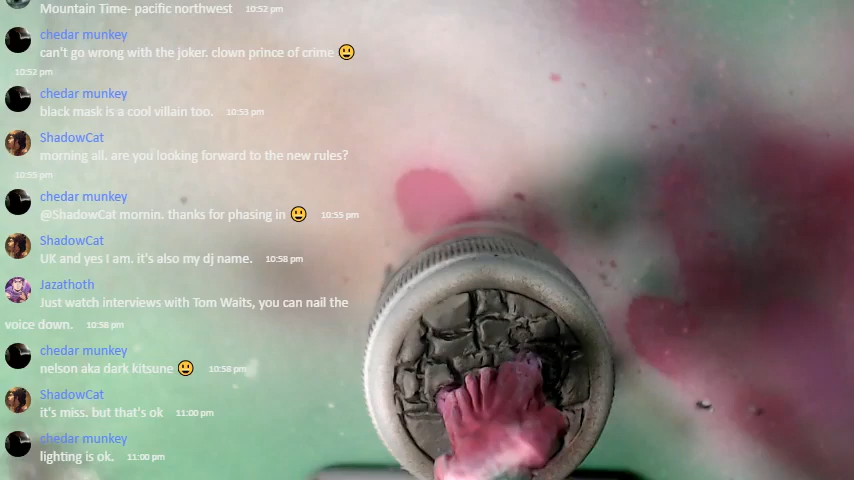 Mountain Time- pacific northwest 10:52 pm
chedar munkey
can't go wrong with the joker. clown prince of crime 😃
10:52 pm
chedar munkey
black mask is a cool villain too. 10:53 pm
ShadowCat
morning all. are you looking forward to the new rules?
10:55 pm
chedar munkey
@ShadowCat mornin. thanks for phasing in 😃 10:55 pm
ShadowCat
UK and yes I am. it's also my dj name. 10:58 pm
Jazathoth
Just watch interviews with Tom Waits, you can nail the
voice down. 10:58 pm
chedar munkey
nelson aka dark kitsune 😃 10:58 pm
ShadowCat
it's miss. but that's ok 11:00 pm
chedar munkey
lighting is ok. 11:00 pm